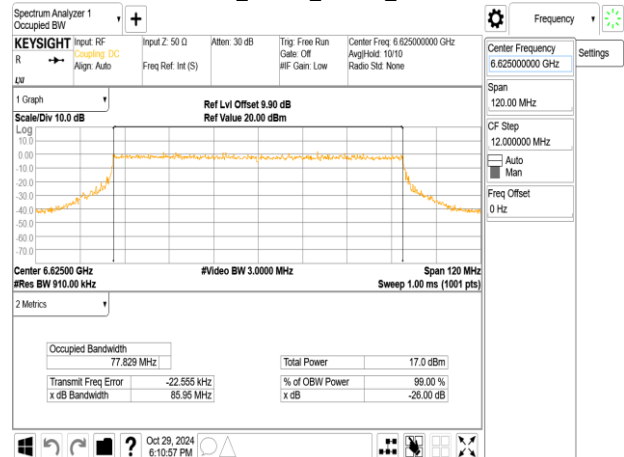 Spectrum Analyzer 1
Occupied BW
Frequency
KEYSIGHT
R
LXI
Input: RF
Coupling: DC
Align: Auto
Input Z: 50 Ω
Freq Ref: Int (S)
Atten: 30 dB
Trig: Free Run
Gate: Off
#IF Gain: Low
Center Freq: 6.625000000 GHz
Avg|Hold: 10/10
Radio Std: None
Center Frequency
6.625000000 GHz
Settings
Span
120.00 MHz
CF Step
12.000000 MHz
Auto
Man
Freq Offset
0 Hz
1 Graph
Scale/Div 10.0 dB
Ref Lvl Offset 9.90 dB
Ref Value 20.00 dBm
Log
10.0
0.00
-10.0
-20.0
-30.0
-40.0
-50.0
-60.0
-70.0
Center 6.62500 GHz
#Video BW 3.0000 MHz
Span 120 MHz
#Res BW 910.00 kHz
Sweep 1.00 ms (1001 pts)
2 Metrics
Occupied Bandwidth
77.829 MHz
Total Power 17.0 dBm
Transmit Freq Error -22.555 kHz
% of OBW Power 99.00 %
x dB Bandwidth 85.95 MHz
x dB -26.00 dB
?
Oct 29, 2024
6:10:57 PM